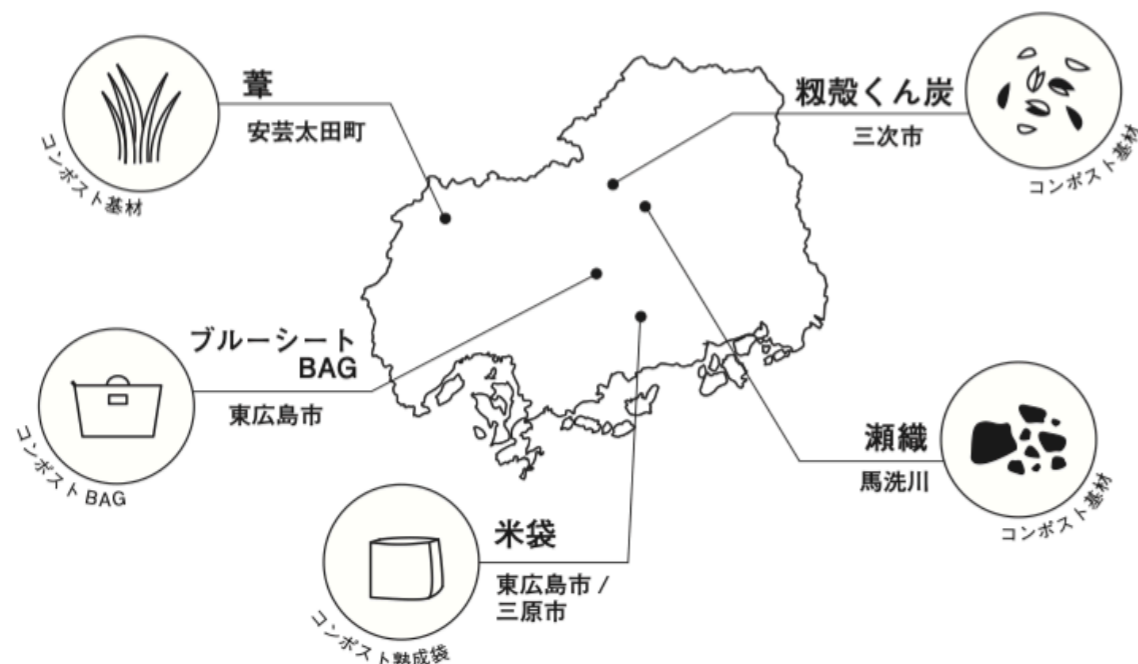 葦
安芸太田町
コンポスト基材
籾殻くん炭
三次市
コンポスト基材
ブルーシート
BAG
東広島市
コンポストBAG
瀬織
馬洗川
コンポスト基材
米袋
東広島市 /
三原市
コンポスト熟成袋